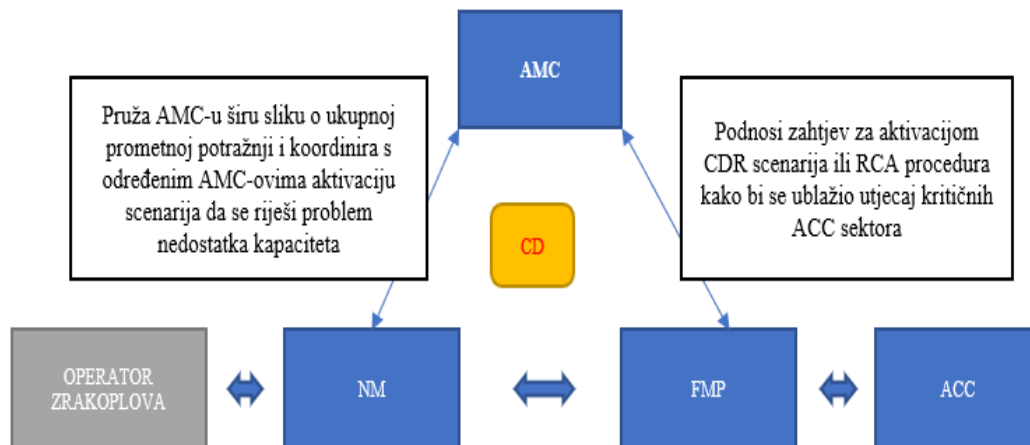 AMC
Pruža AMC-u širu sliku o ukupnoj
prometnoj potražnji i koordinira s
određenim AMC-ovima aktivaciju
scenarija da se riješi problem
nedostatka kapaciteta
Podnosi zahtjev za aktivacijom
CDR scenarija ili RCA procedura
kako bi se ublažio utjecaj kritičnih
ACC sektora
CD
OPERATOR
ZRAKOPLOVA
NM
FMP
ACC